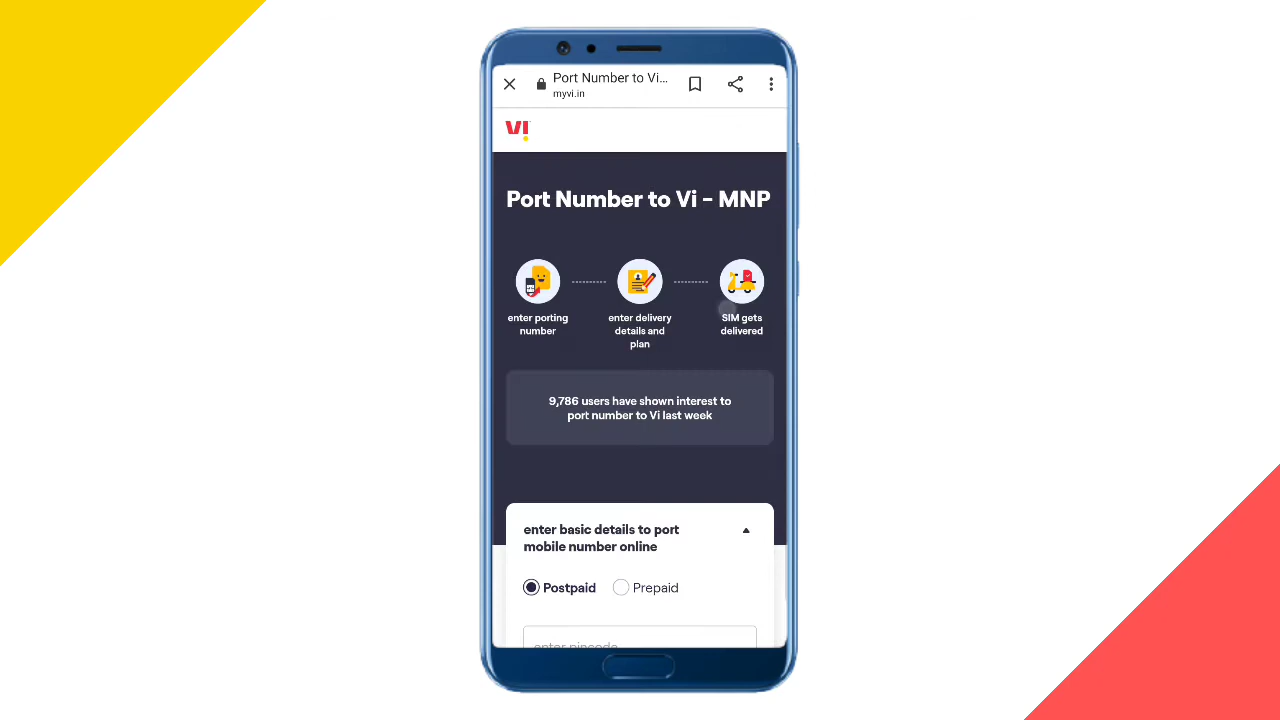 Port Number to Vi...
myvi.in
VI
Port Number to Vi – MNP
enter porting
number
enter delivery
details and
plan
SIM gets
delivered
9,786 users have shown interest to
port number to Vi last week
enter basic details to port
mobile number online
Postpaid
Prepaid
enter pincode